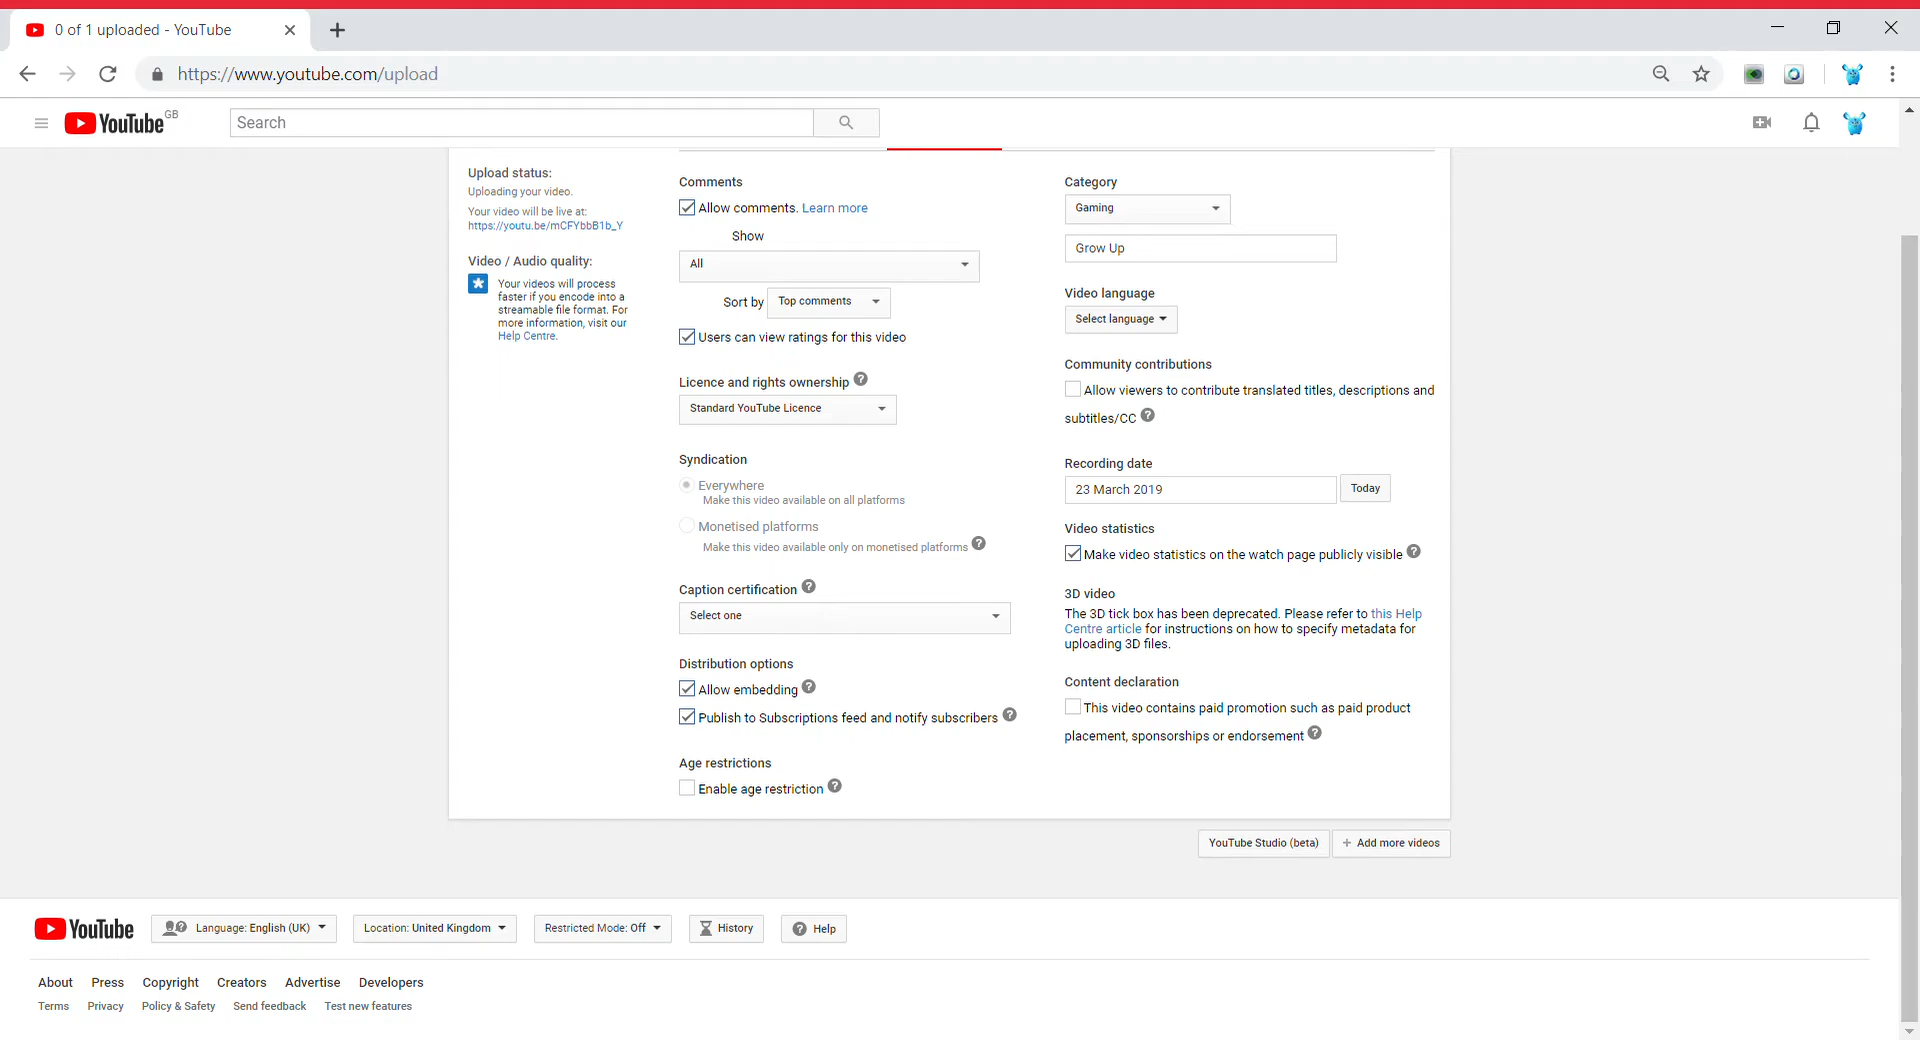 0 of 1 uploaded - YouTube
https://www.youtube.com/upload
YouTube GB
Search
Upload status:
Uploading your video.
Your video will be live at:
https://youtu.be/mCFYbbB1b_Y
Video / Audio quality:
Your videos will process
faster if you encode into a
streamable file format. For
more information, visit our
Help Centre.
Comments
Allow comments. Learn more
Show
All
Sort by Top comments
Users can view ratings for this video
Licence and rights ownership ?
Standard YouTube Licence
Syndication
Everywhere
Make this video available on all platforms
Monetised platforms
Make this video available only on monetised platforms ?
Caption certification ?
Select one
Distribution options
Allow embedding ?
Publish to Subscriptions feed and notify subscribers ?
Age restrictions
Enable age restriction ?
Category
Gaming
Grow Up
Video language
Select language
Community contributions
Allow viewers to contribute translated titles, descriptions and
subtitles/CC ?
Recording date
23 March 2019 Today
Video statistics
Make video statistics on the watch page publicly visible ?
3D video
The 3D tick box has been deprecated. Please refer to this Help
Centre article for instructions on how to specify metadata for
uploading 3D files.
Content declaration
This video contains paid promotion such as paid product
placement, sponsorships or endorsement ?
YouTube Studio (beta) + Add more videos
YouTube Language: English (UK) Location: United Kingdom Restricted Mode: Off History ? Help
About Press Copyright Creators Advertise Developers
Terms Privacy Policy & Safety Send feedback Test new features